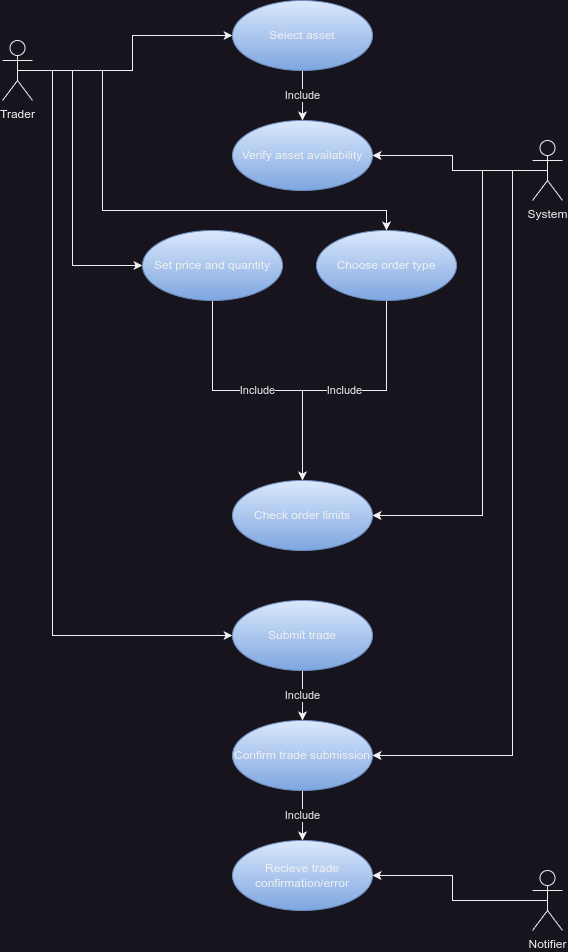 Select asset
Trader
Include
Verify asset availability
System
Set price and quantity
Choose order type
Include
Include
Check order limits
Submit trade
Include
Confirm trade submission
Include
Recieve trade
confirmation/error
Notifier